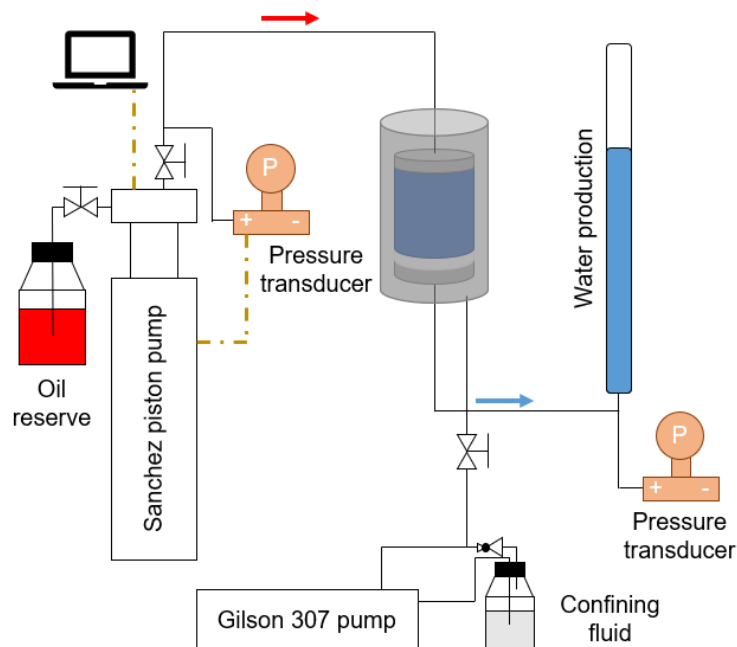 P
+ -
Pressure
transducer
Oil
reserve
Sanchez piston pump
Water production
P
+ -
Pressure
transducer
Gilson 307 pump
Confining
fluid